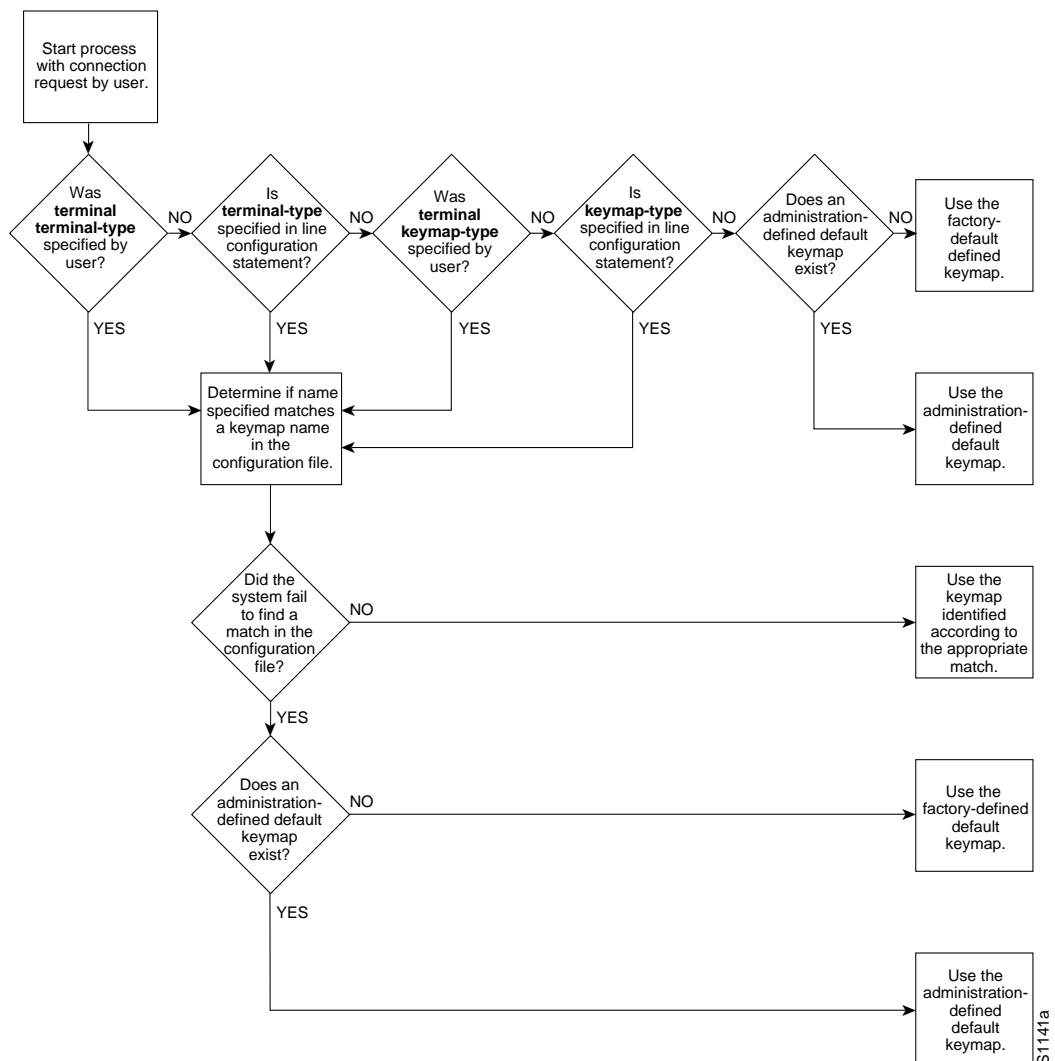 Start process
with connection
request by user.
Was
terminal
terminal-type
specified by
user?
NO
YES
Is
terminal-type
specified in line
configuration
statement?
NO
YES
Was
terminal
keymap-type
specified by
user?
NO
YES
Is
keymap-type
specified in line
configuration
statement?
NO
YES
Does an
administration-
defined default
keymap
exist?
NO
YES
Use the
factory-
default
defined
keymap.
Determine if name
specified matches
a keymap name
in the
configuration file.
Use the
administration-
defined
default
keymap.
Did the
system fail
to find a
match in the
configuration
file?
NO
YES
Use the
keymap
identified
according to
the appropriate
match.
Does an
administration-
defined default
keymap
exist?
NO
YES
Use the
factory-defined
default
keymap.
Use the
administration-
defined
default
keymap.
S1141a